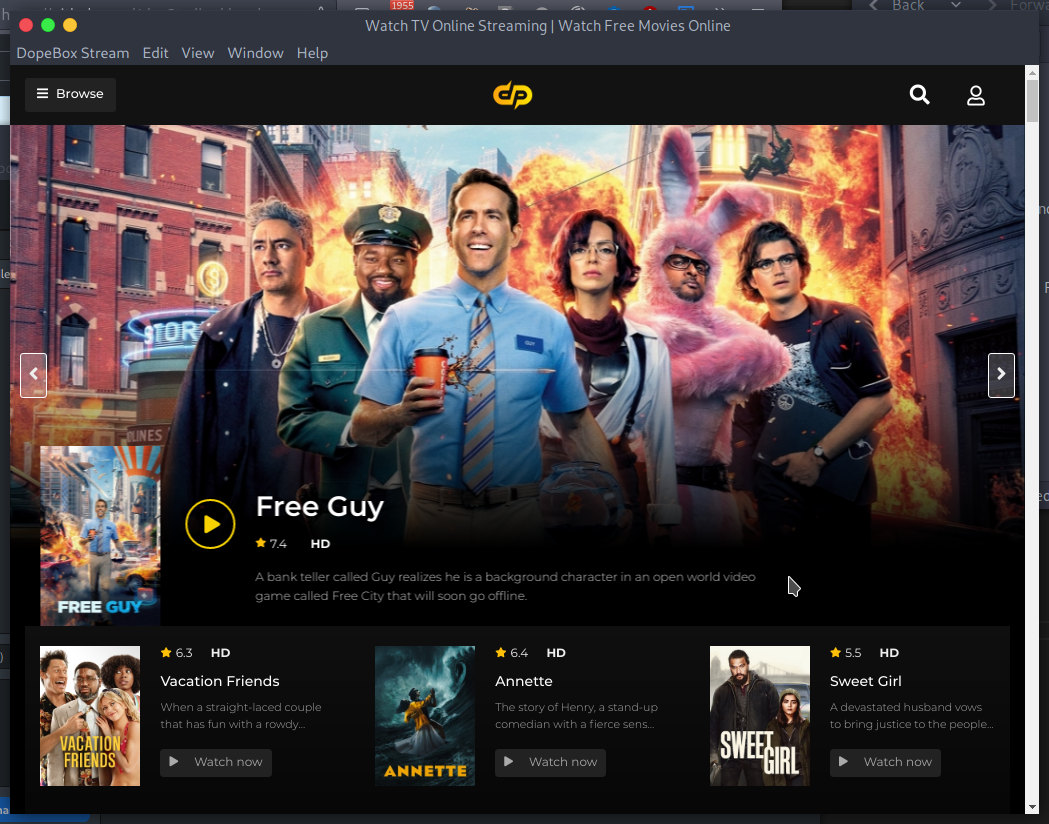 1955
Back
Watch TV Online Streaming | Watch Free Movies Online
DopeBox Stream Edit View Window Help
Browse
dp
STOR
GUY
LINES
FREE GUY
Free Guy
7.4 HD
A bank teller called Guy realizes he is a background character in an open world video
game called Free City that will soon go offline.
VACATION
FRIENDS
6.3 HD
Vacation Friends
When a straight-laced couple
that has fun with a rowdy...
Watch now
ANNETTE
6.4 HD
Annette
The story of Henry, a stand-up
comedian with a fierce sens...
Watch now
SWEET
GIRL
5.5 HD
Sweet Girl
A devastated husband vows
to bring justice to the people...
Watch now